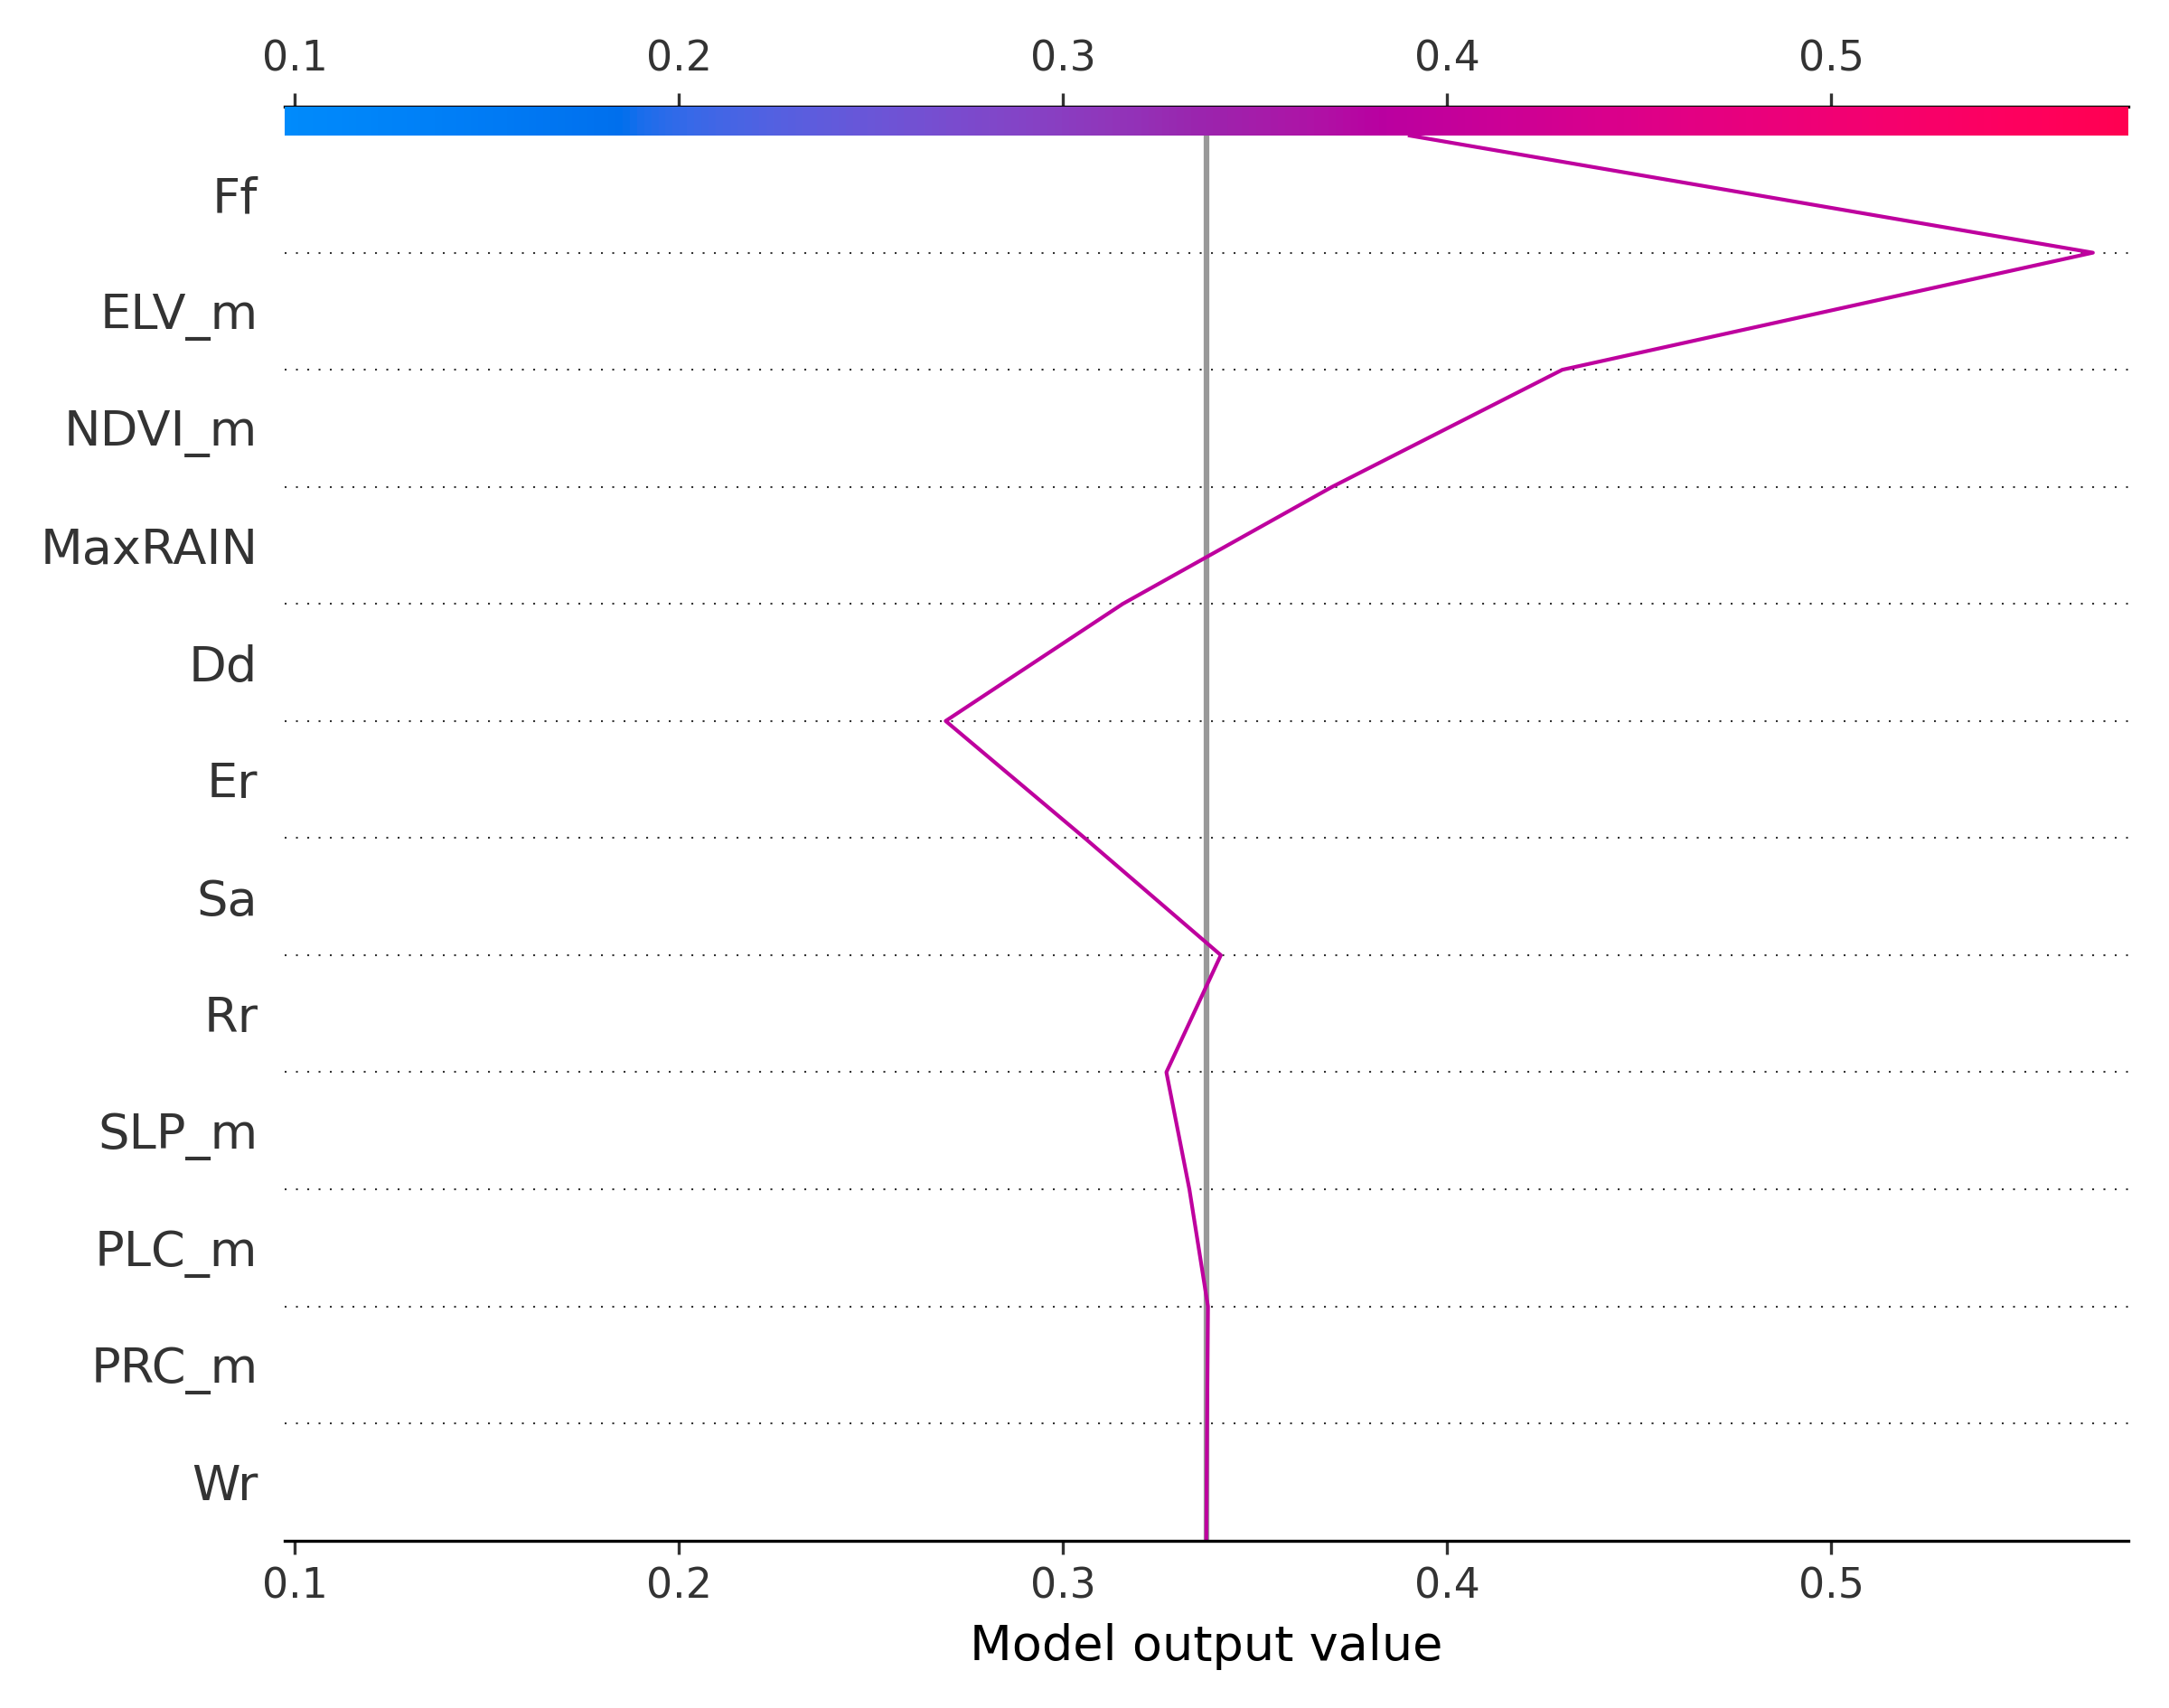 0.1 0.2 0.3 0.4 0.5
Ff
ELV_m
NDVI_m
MaxRAIN
Dd
Er
Sa
Rr
SLP_m
PLC_m
PRC_m
Wr
0.1 0.2 0.3 0.4 0.5
Model output value